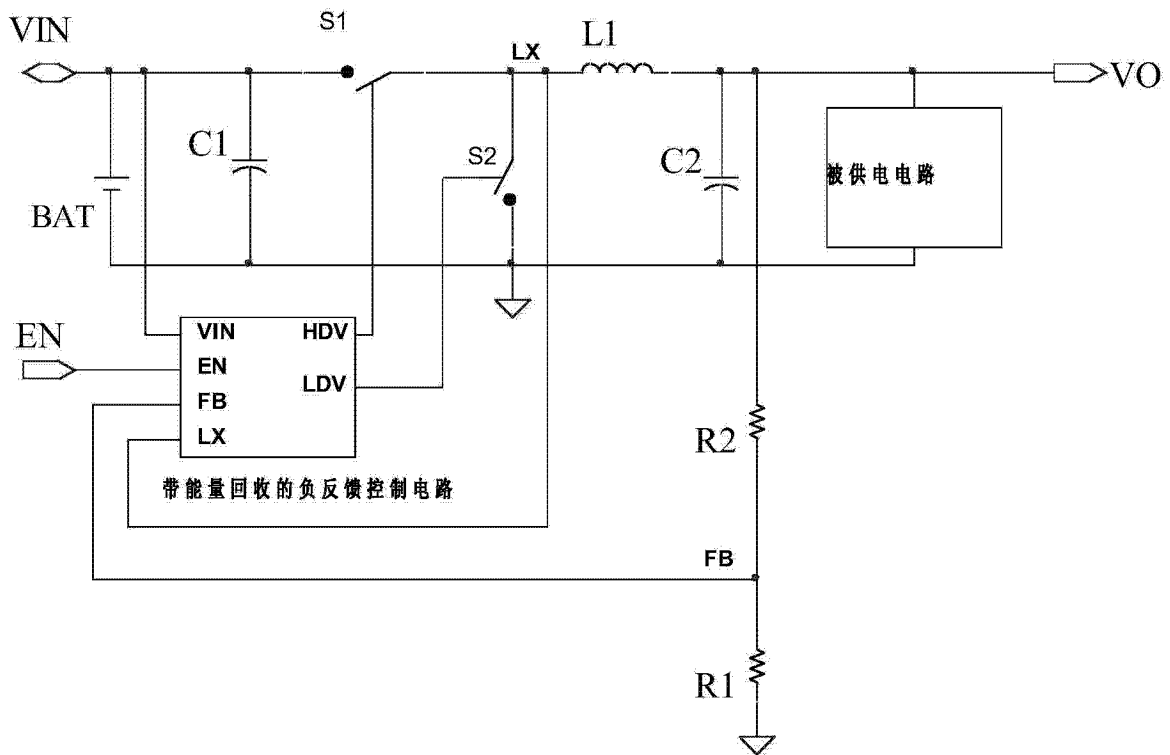 VIN
S1
LX
L1
VO
C1
S2
C2
被供电电路
BAT
EN
VIN
HDV
EN
LDV
FB
LX
R2
带能量回收的负反馈控制电路
FB
R1